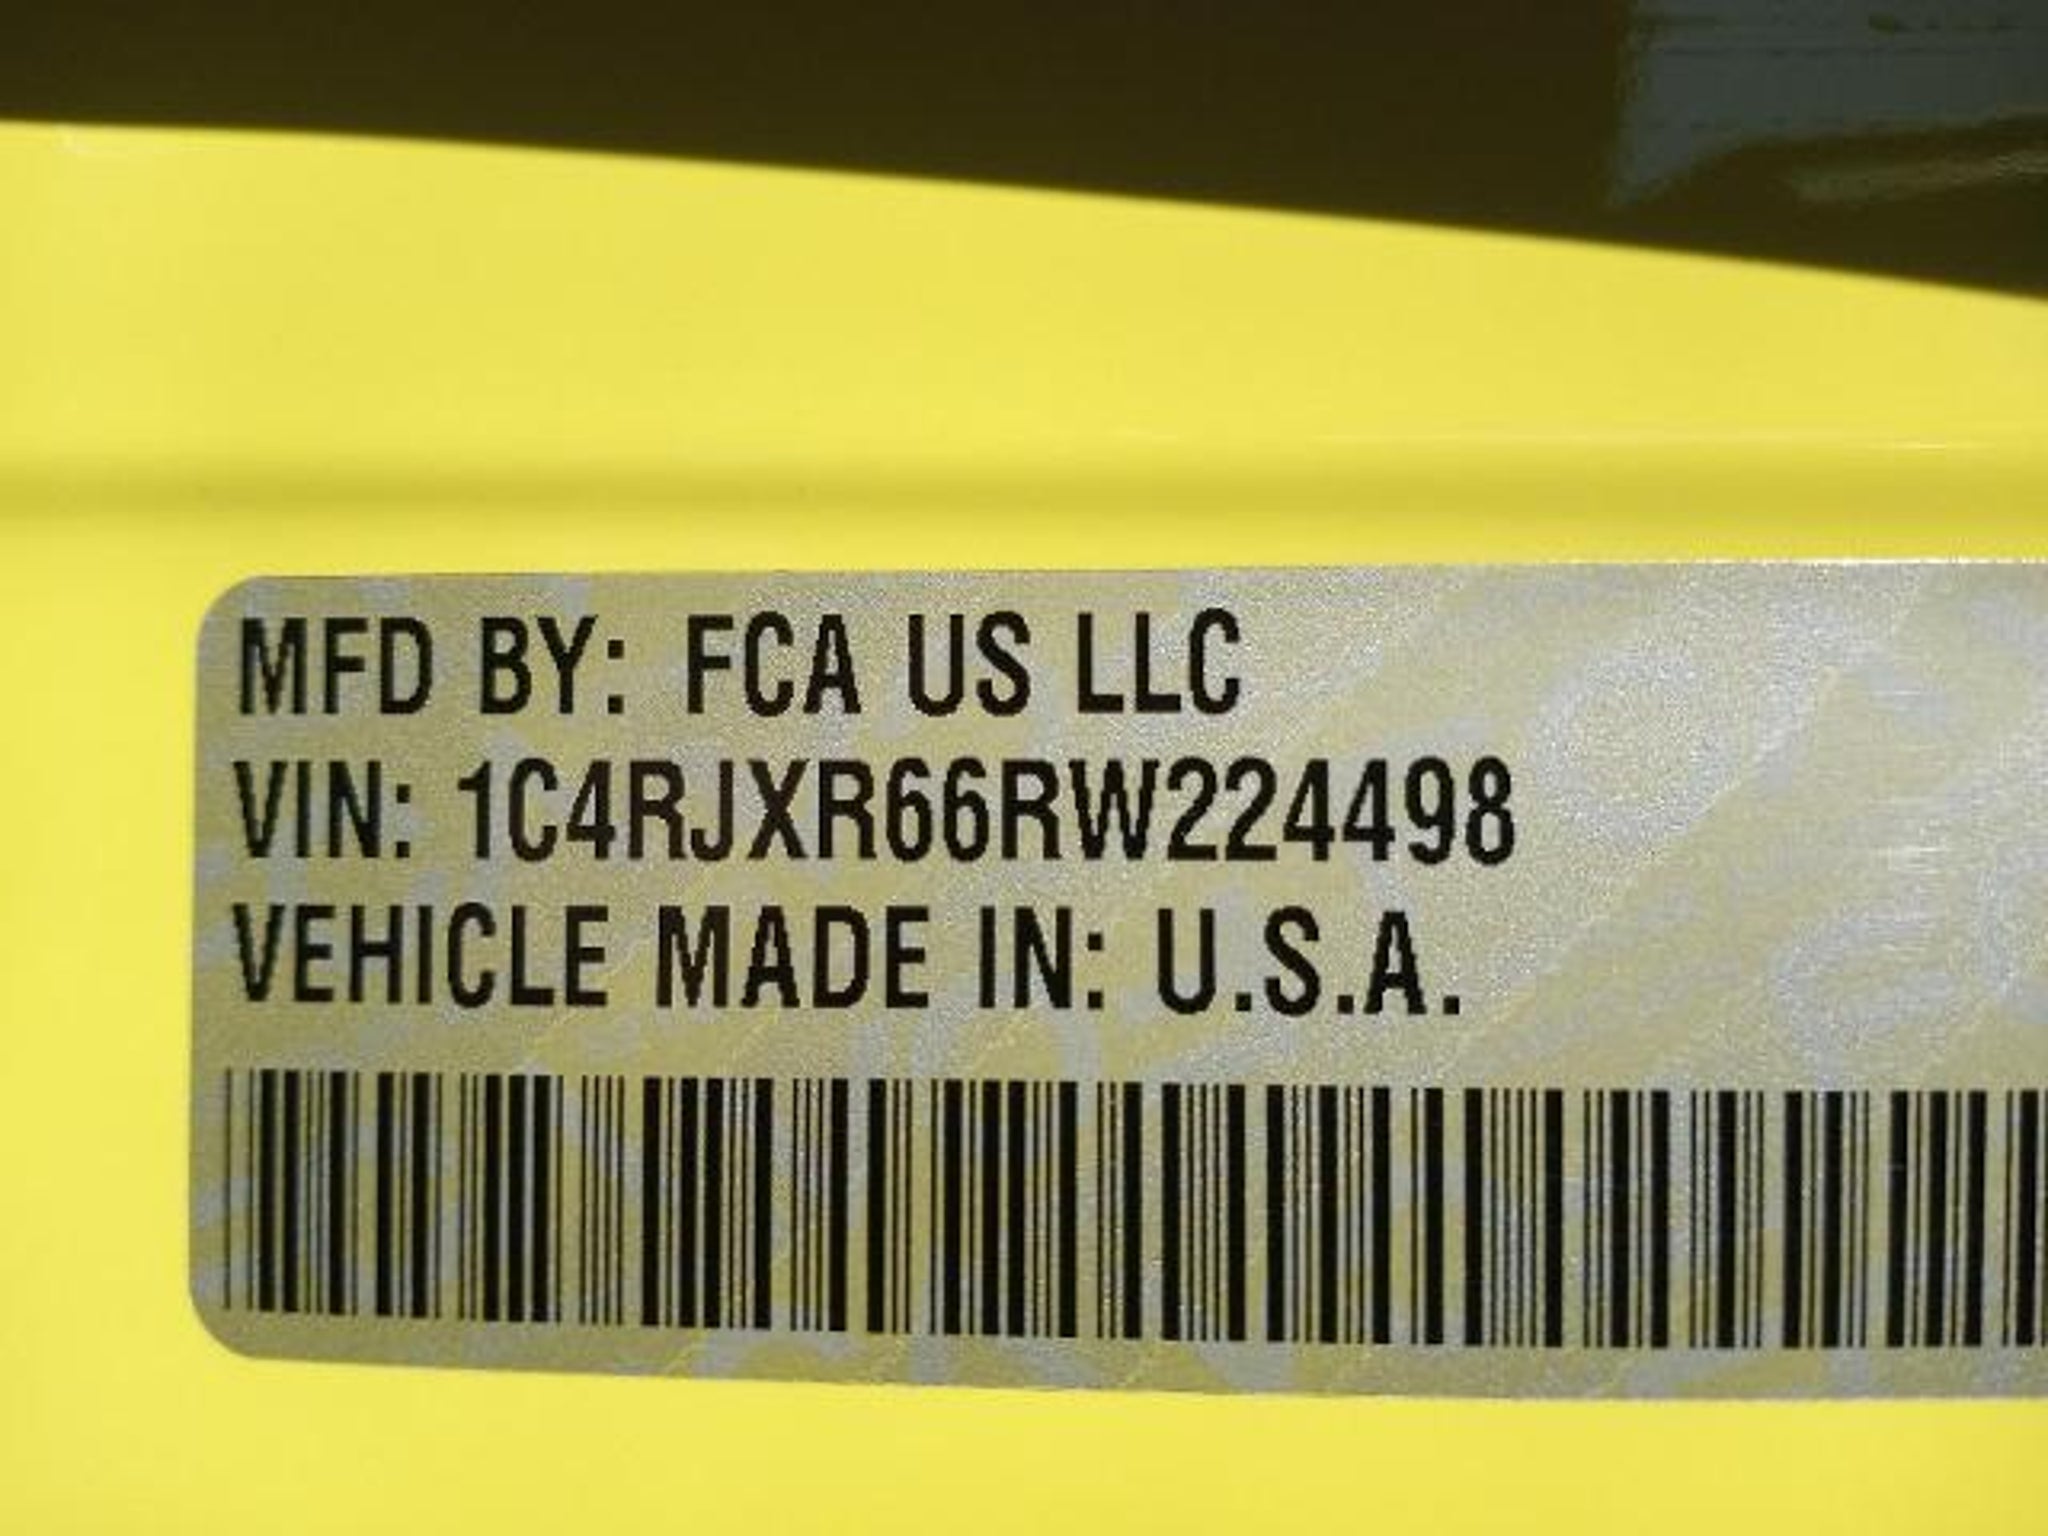 MFD BY: FCA US LLC
VIN: 1C4RJXR66RW224498
VEHICLE MADE IN: U.S.A.